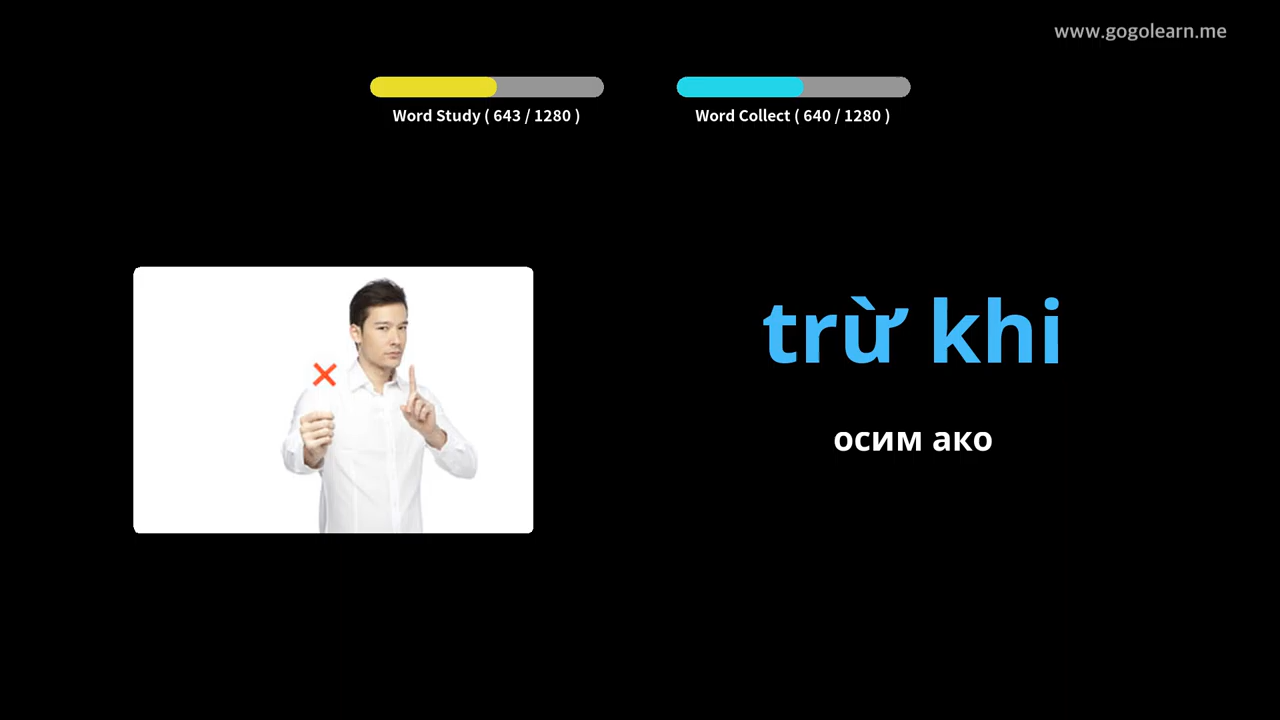 www.gogolearn.me
Word Study ( 643 / 1280 )
Word Collect ( 640 / 1280 )
trừ khi
осим ако